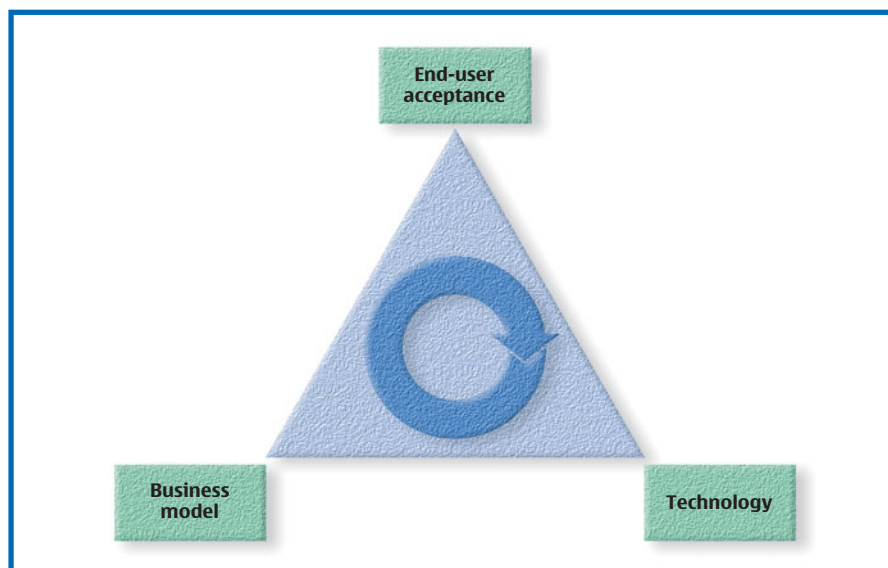 End-user
acceptance
Business
model
Technology